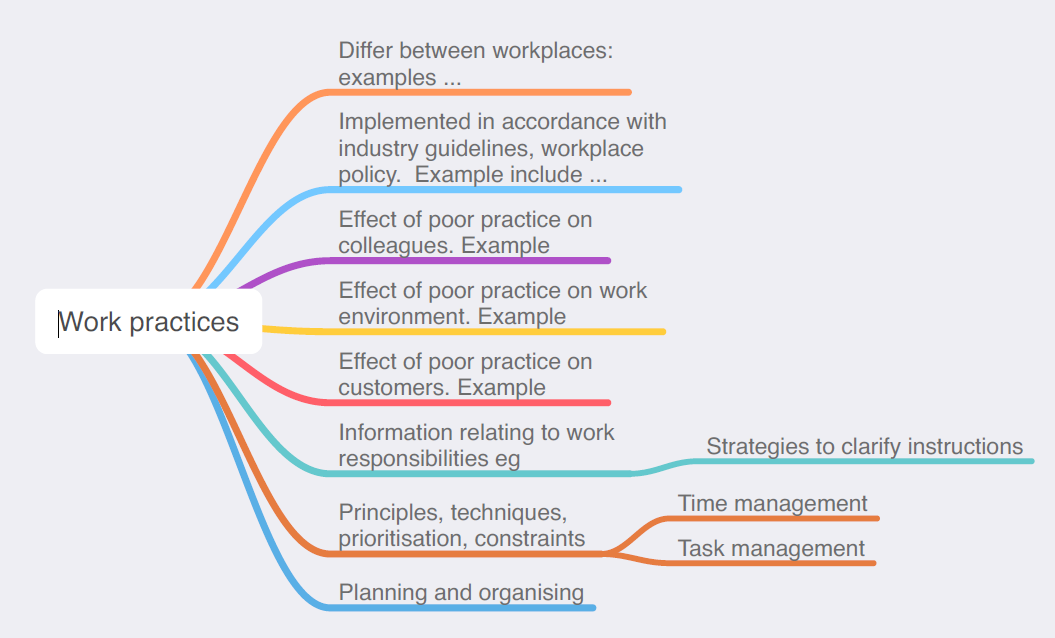 Differ between workplaces:
examples ...
Implemented in accordance with
industry guidelines, workplace
policy.  Example include ...
Effect of poor practice on
colleagues. Example
Effect of poor practice on work
environment. Example
Work practices
Effect of poor practice on
customers. Example
Information relating to work
responsibilities eg
Strategies to clarify instructions
Principles, techniques,
prioritisation, constraints
Time management
Task management
Planning and organising